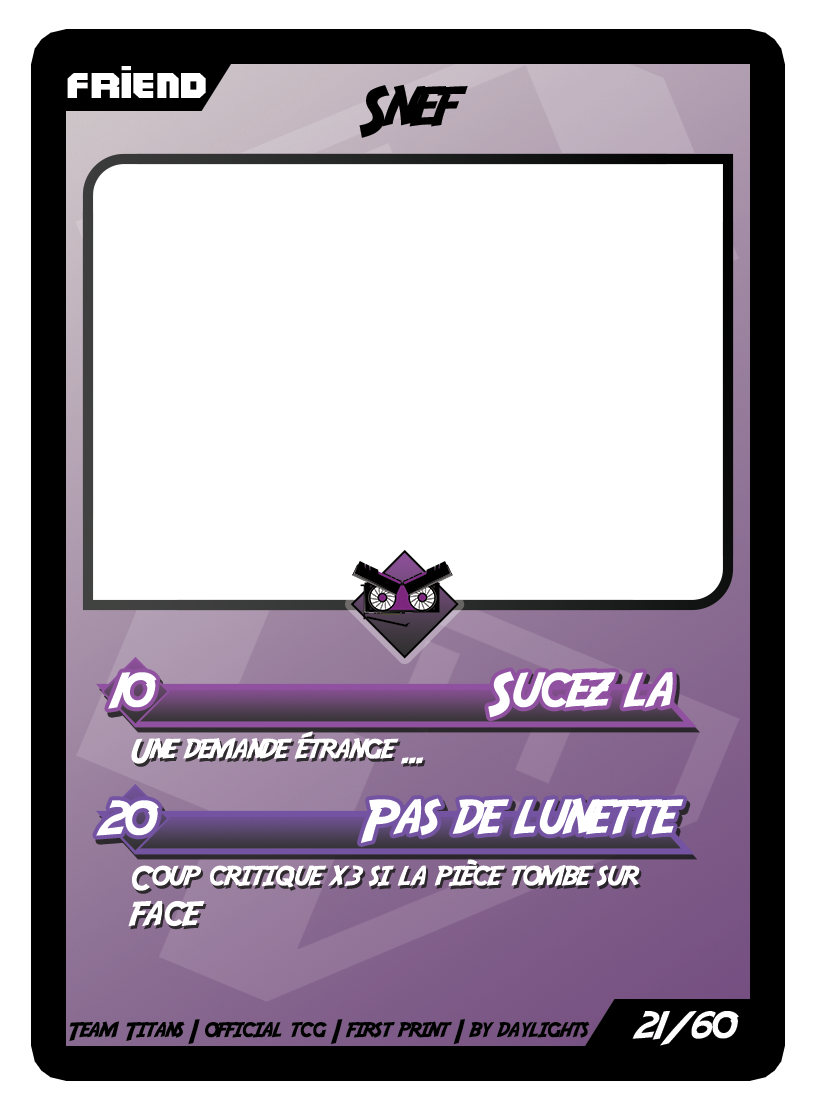 FRIEND
SNEF
10 SUCEZ LA
UNE DEMANDE ÉTRANGE ...
20 PAS DE LUNETTE
COUP CRITIQUE X3 SI LA PIÈCE TOMBE SUR
FACE
TEAM TITANS | OFFICIAL TCG | FIRST PRINT | BY DAYLIGHTS
21/60